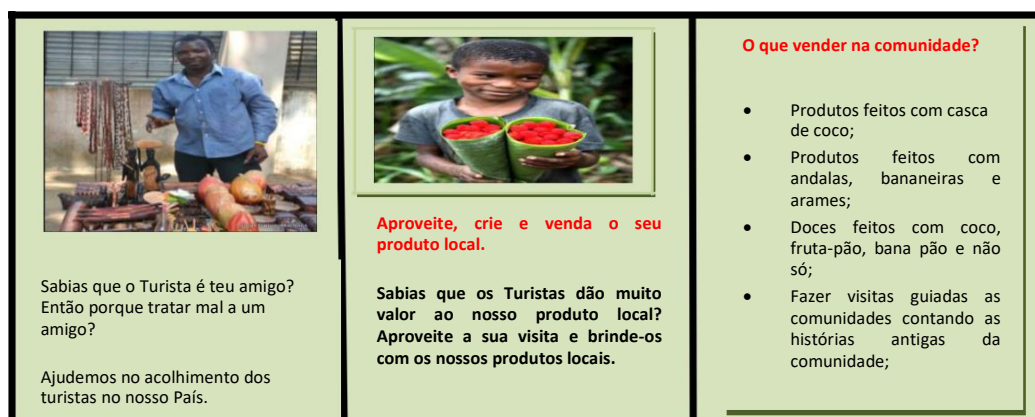 Sabias que o Turista é teu amigo?
Então porque tratar mal a um
amigo?
Ajudemos no acolhimento dos
turistas no nosso País.
Aproveite, crie e venda o seu
produto local.
Sabias que os Turistas dão muito
valor ao nosso produto local?
Aproveite a sua visita e brinde-os
com os nossos produtos locais.
O que vender na comunidade?
• Produtos feitos com casca
de coco;
• Produtos feitos com
andalas, bananeiras e
arames;
• Doces feitos com coco,
fruta-pão, bana pão e não
só;
• Fazer visitas guiadas as
comunidades contando as
histórias antigas da
comunidade;